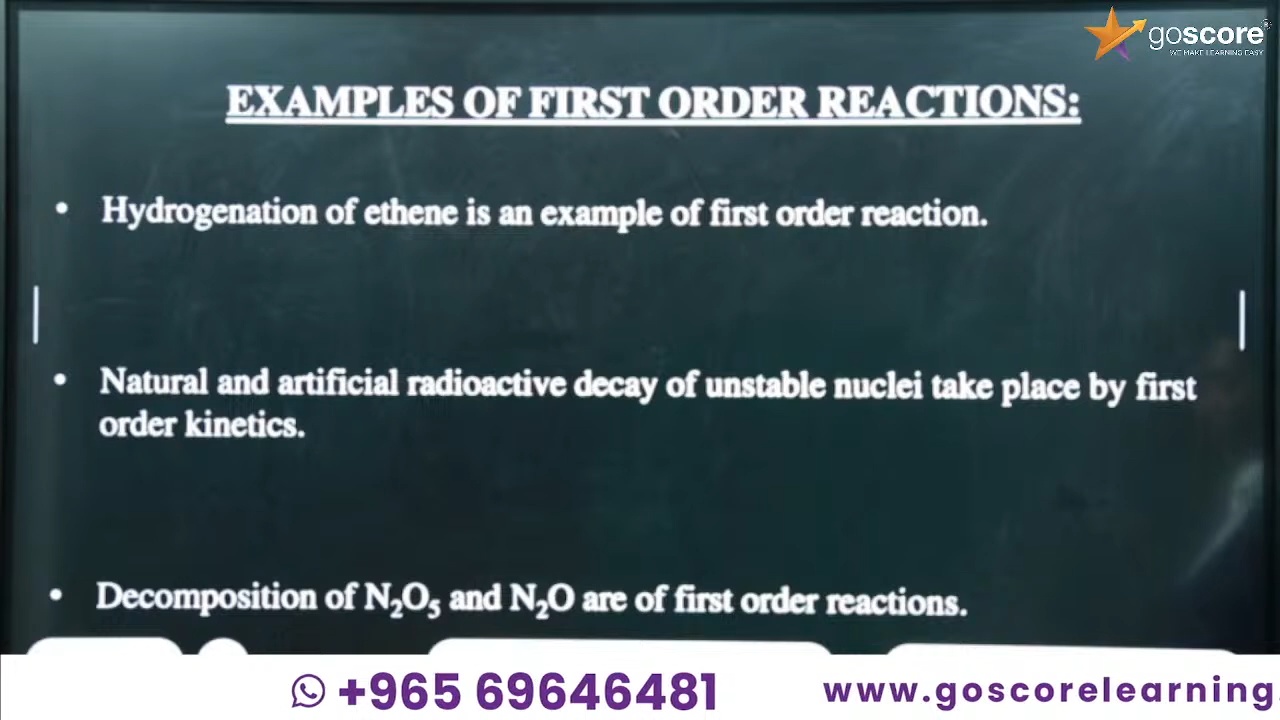 goscore
WE MAKE LEARNING EASY
EXAMPLES OF FIRST ORDER REACTIONS:
• Hydrogenation of ethene is an example of first order reaction.
• Natural and artificial radioactive decay of unstable nuclei take place by first
order kinetics.
• Decomposition of N₂O₅ and N₂O are of first order reactions.
+965 69646481
www.goscorelearning.